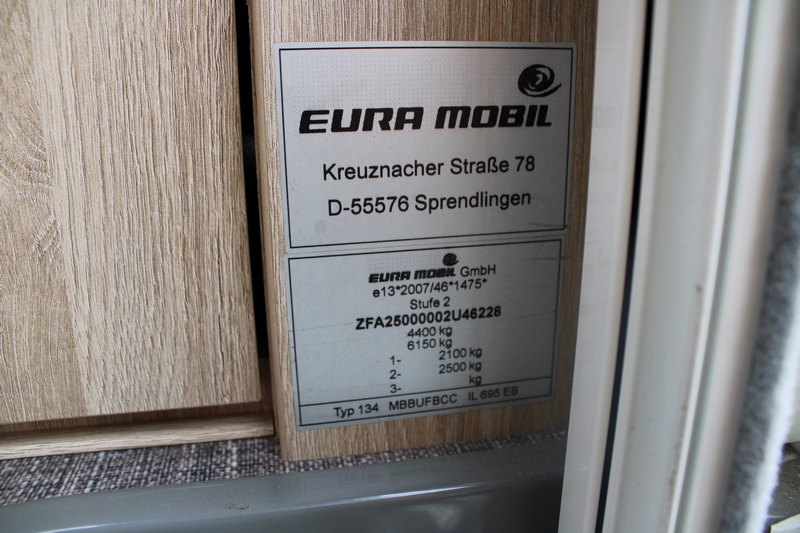 EURA MOBIL
Kreuznacher Straße 78
D-55576 Sprendlingen
EURA MOBIL GmbH
e13*2007/46*1475*
Stufe 2
ZFA25000002U46228
4400 kg
6150 kg
1- 2100 kg
2- 2500 kg
3- kg
Typ 134 MBBUFBCC IL 695 EB